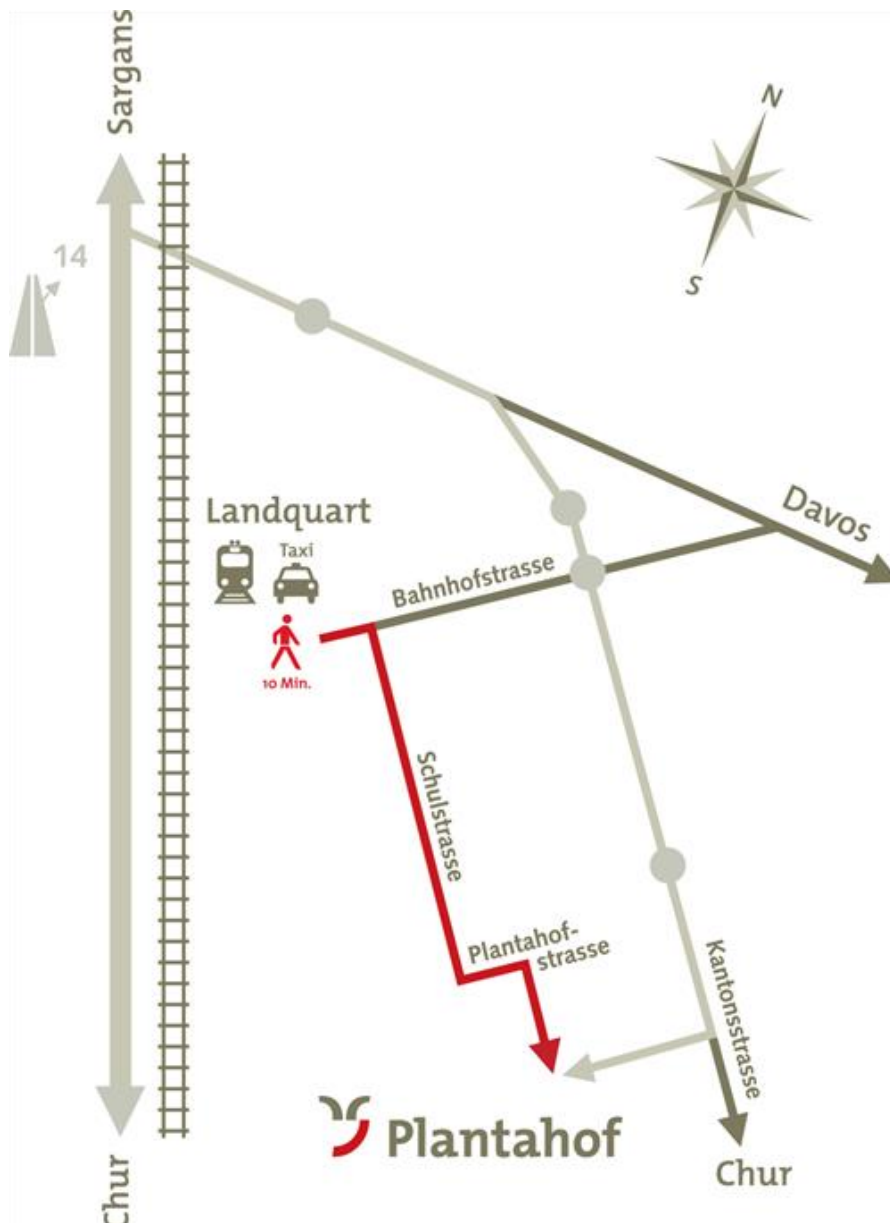 Sargans
N
S
14
Landquart
Taxi
Davos
Bahnhofstrasse
10 Min.
Schulstrasse
Plantahof-
strasse
Kantonsstrasse
Plantahof
Chur
Chur